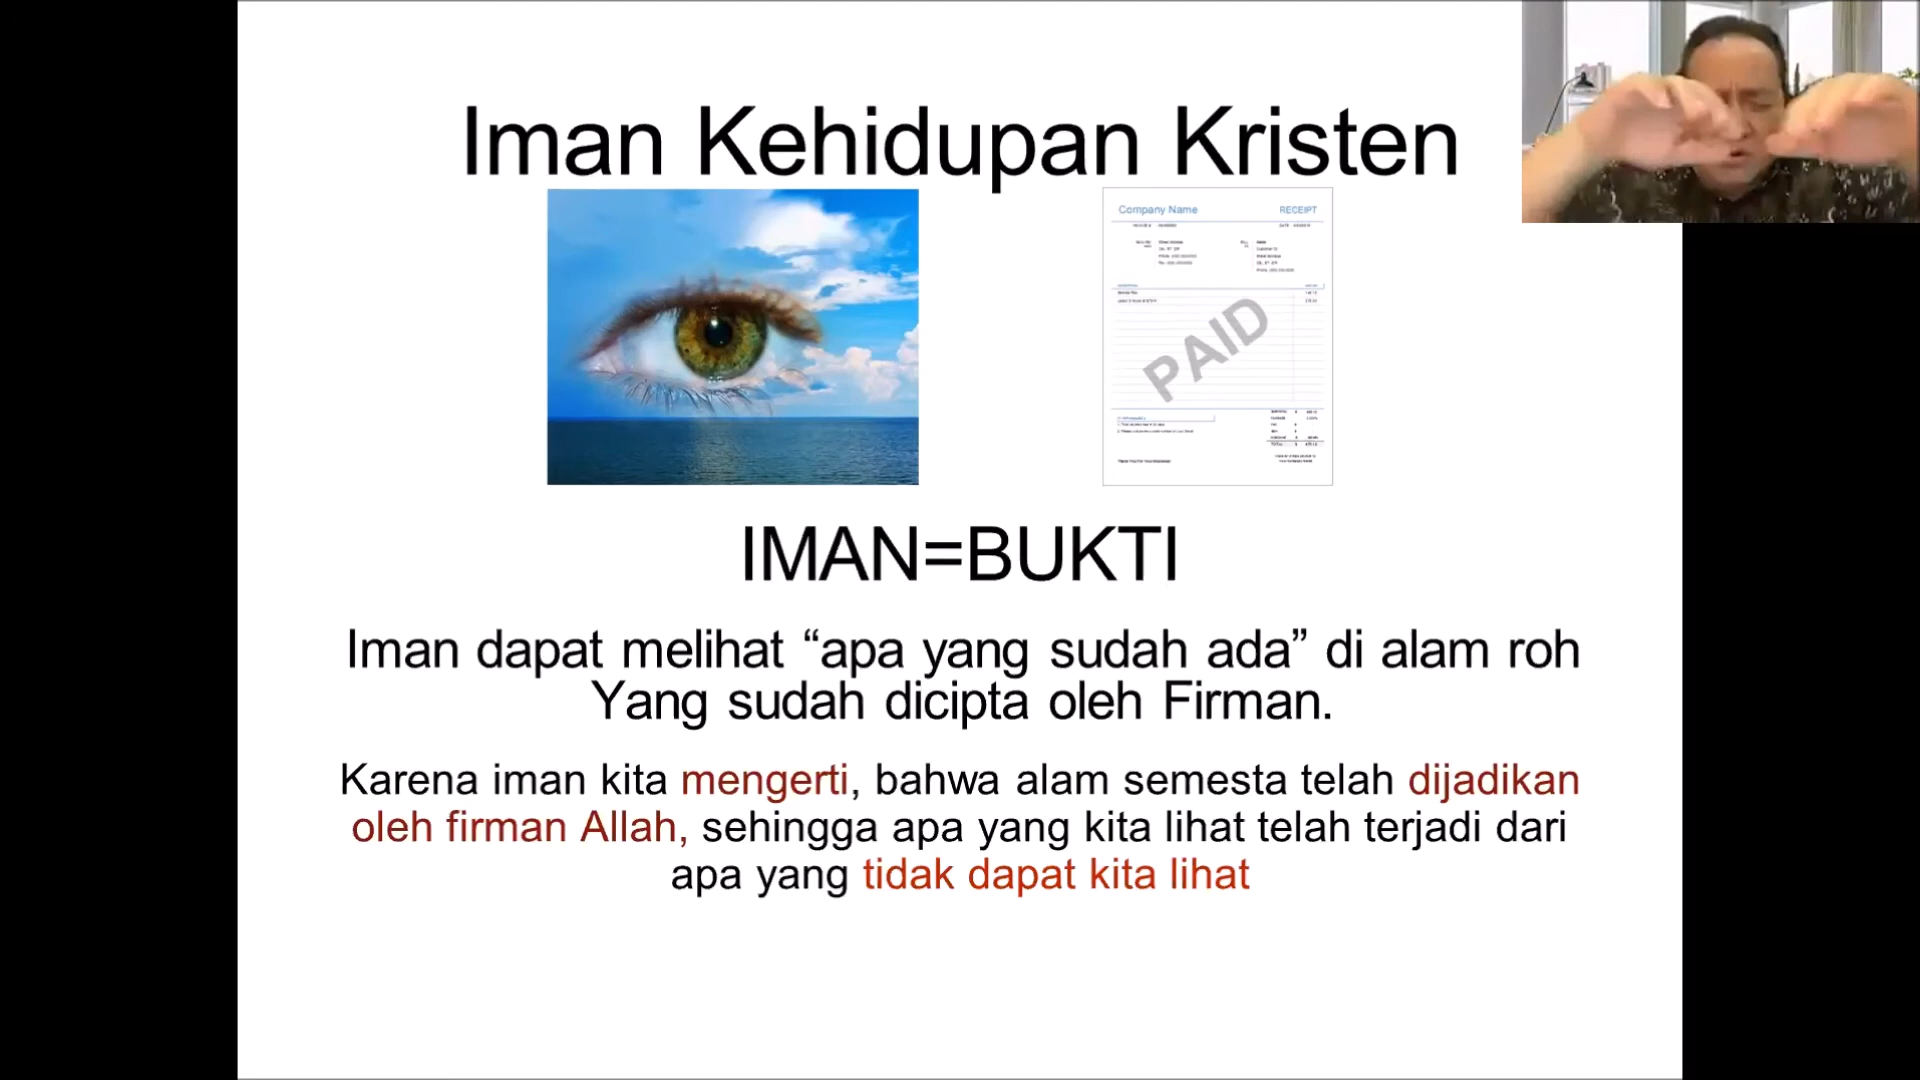 Iman Kehidupan Kristen
Company Name
RECEIPT
PAID
IMAN=BUKTI
Iman dapat melihat “apa yang sudah ada” di alam roh
Yang sudah dicipta oleh Firman.
Karena iman kita mengerti, bahwa alam semesta telah dijadikan
oleh firman Allah, sehingga apa yang kita lihat telah terjadi dari
apa yang tidak dapat kita lihat